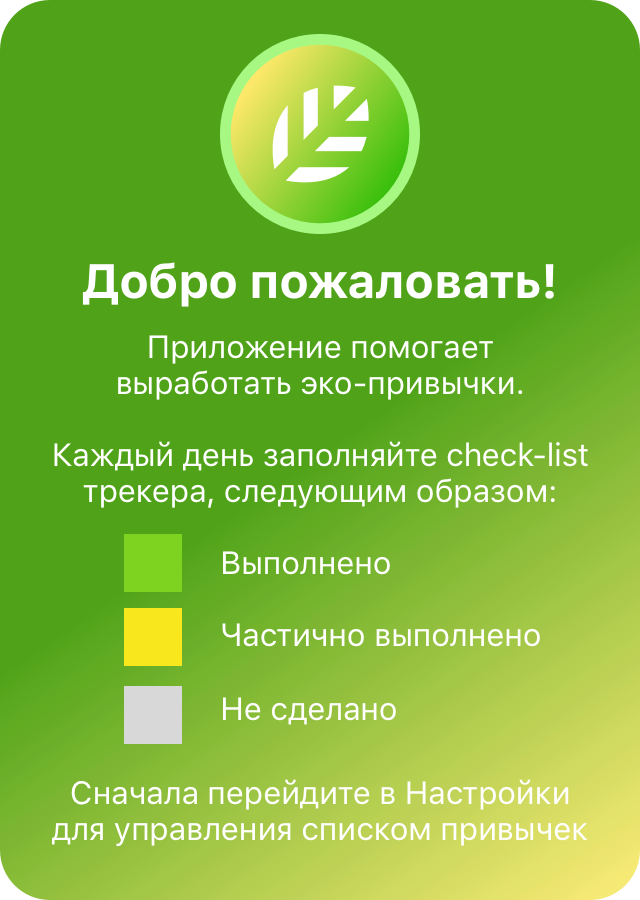 Добро пожаловать!
Приложение помогает
выработать эко-привычки.
Каждый день заполняйте check-list
трекера, следующим образом:
Выполнено
Частично выполнено
Не сделано
Сначала перейдите в Настройки
для управления списком привычек